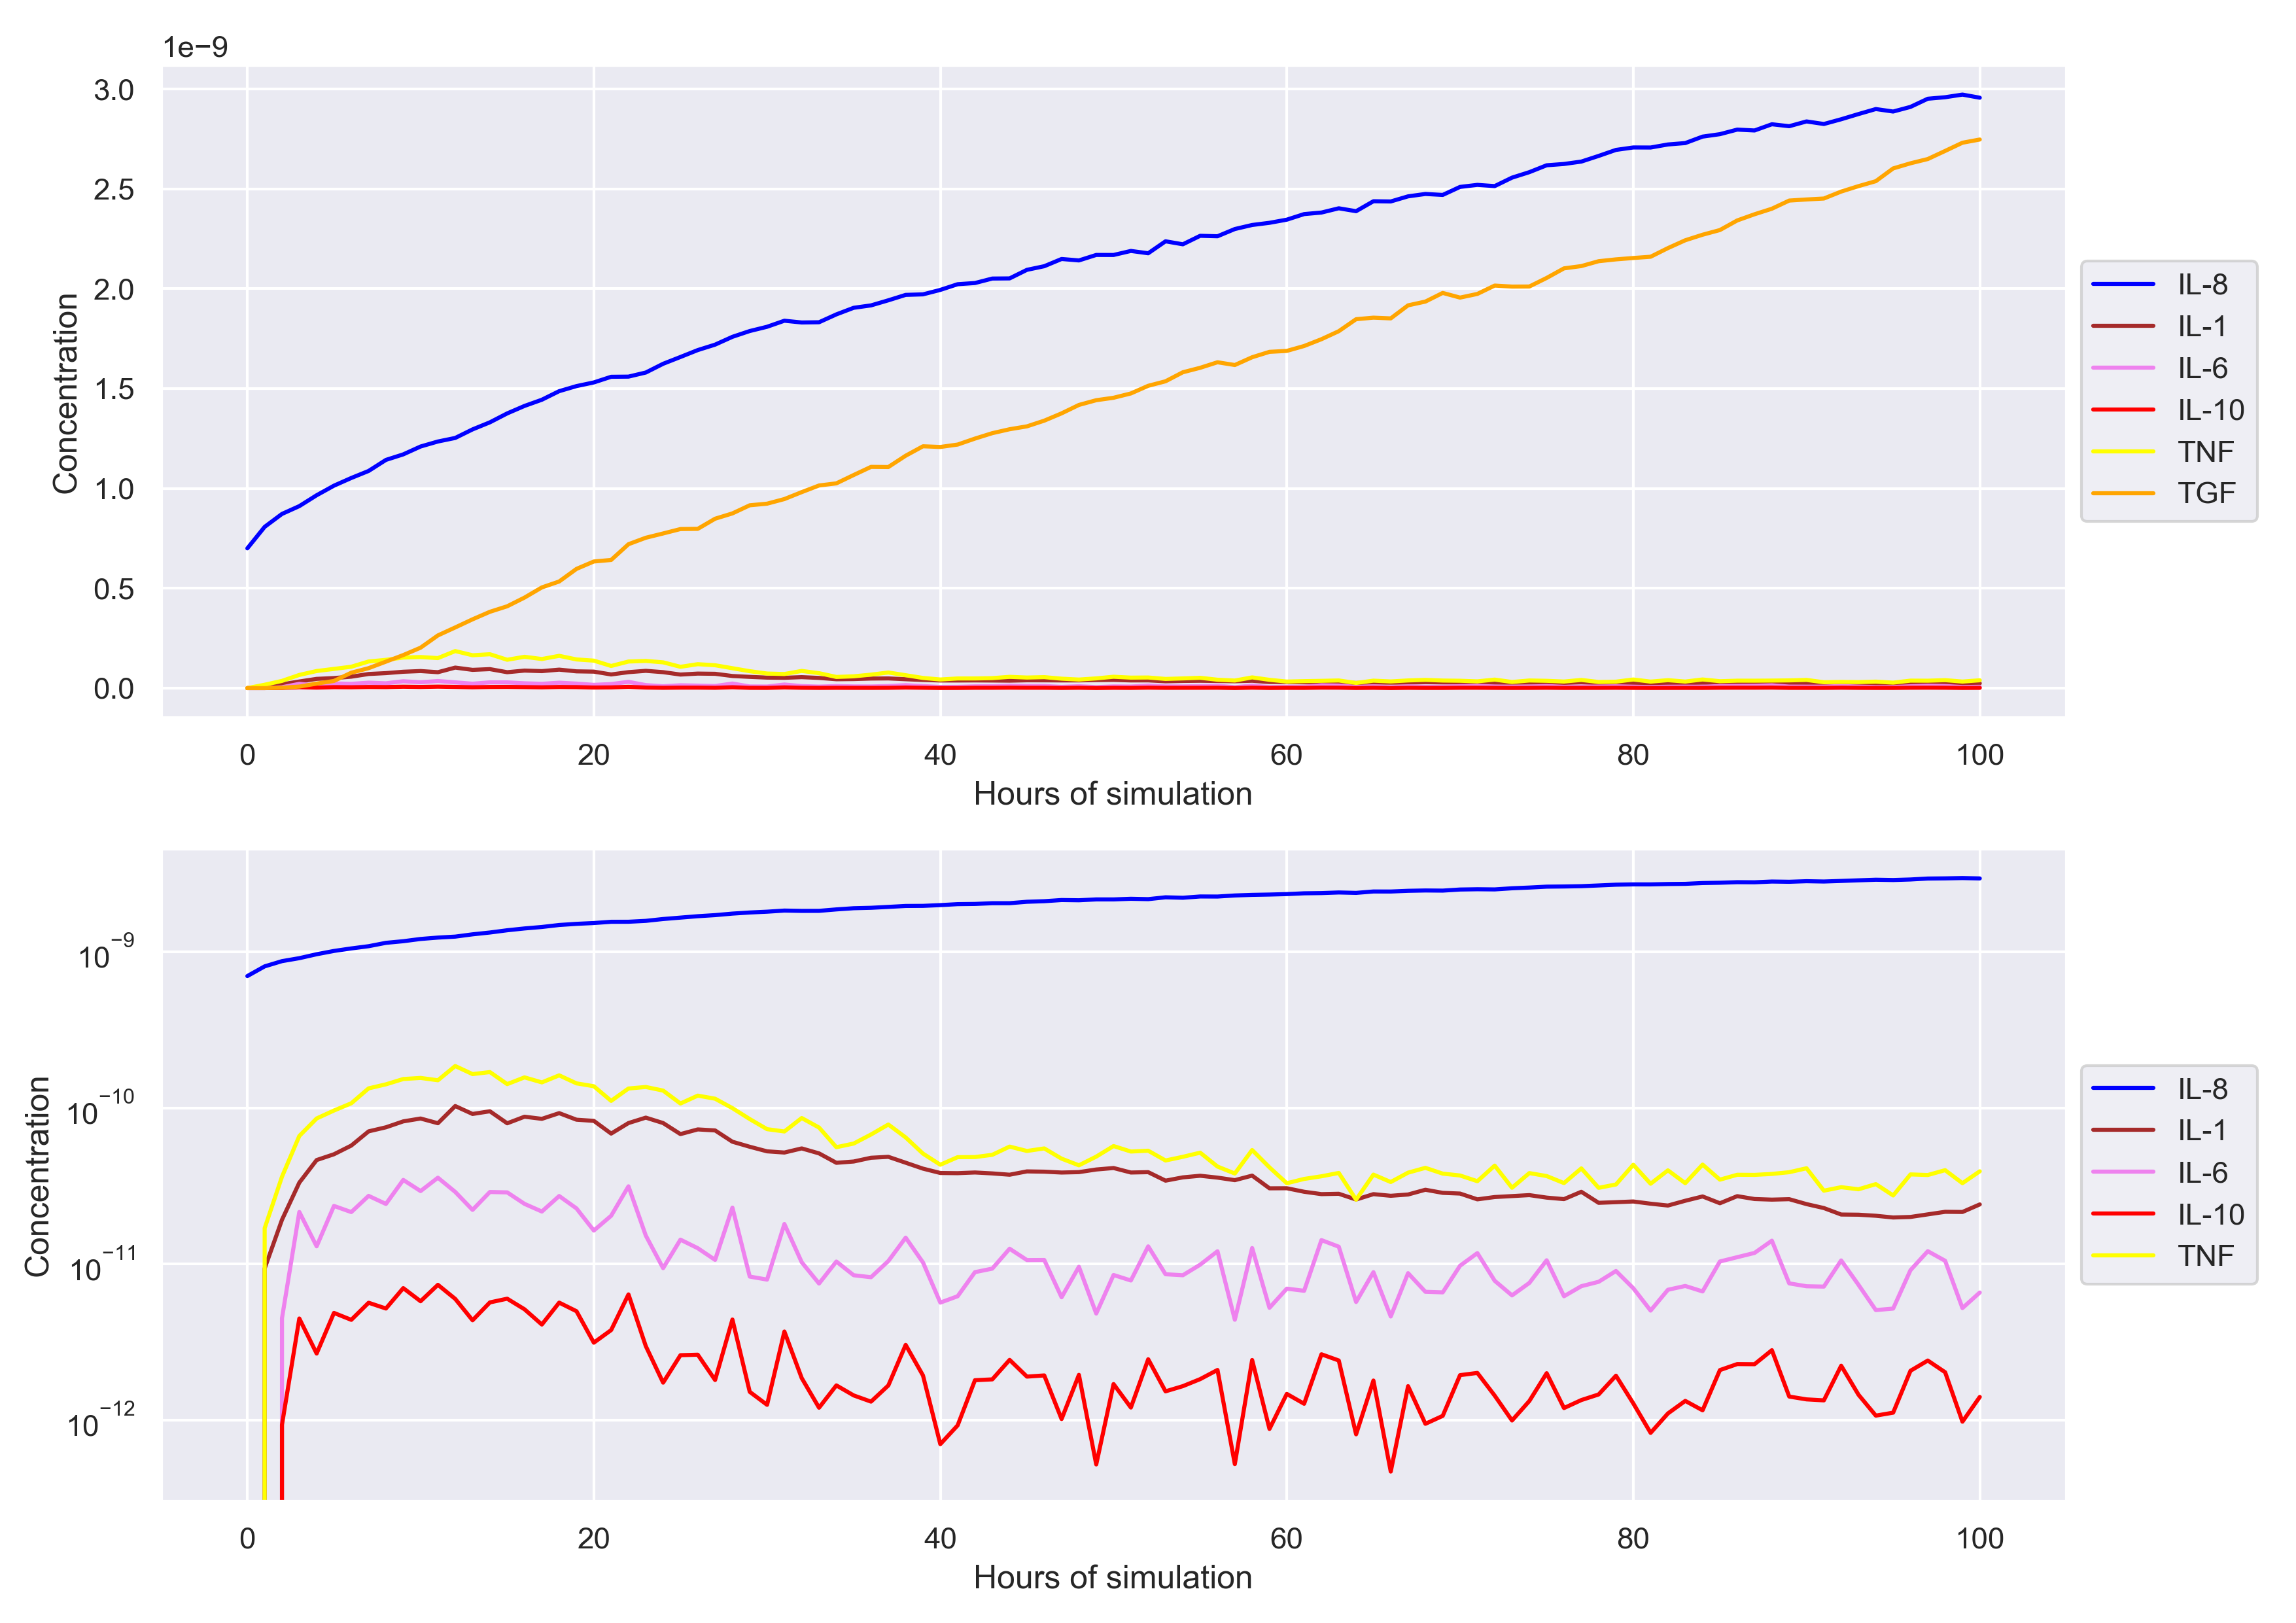 1e−9
3.0
2.5
2.0
1.5
1.0
0.5
0.0
Concentration
0 20 40 60 80 100
Hours of simulation
IL-8
IL-1
IL-6
IL-10
TNF
TGF
10−9
10−10
10−11
10−12
Concentration
0 20 40 60 80 100
Hours of simulation
IL-8
IL-1
IL-6
IL-10
TNF